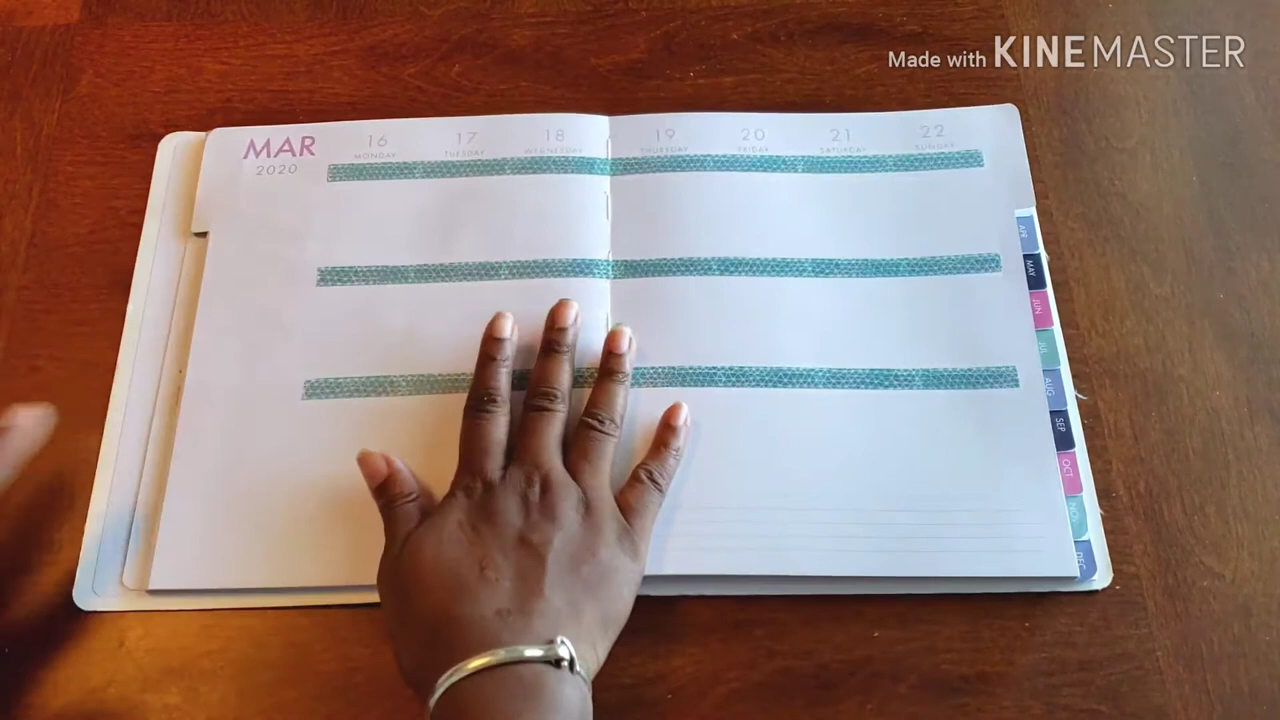 Made with KINEMASTER
MAR
2020
16 17 18 19 20 21 22
MONDAY TUESDAY WEDNESDAY THURSDAY FRIDAY SATURDAY SUNDAY
APR
MAY
JUN
JUL
AUG
SEP
OCT
NOV
DEC